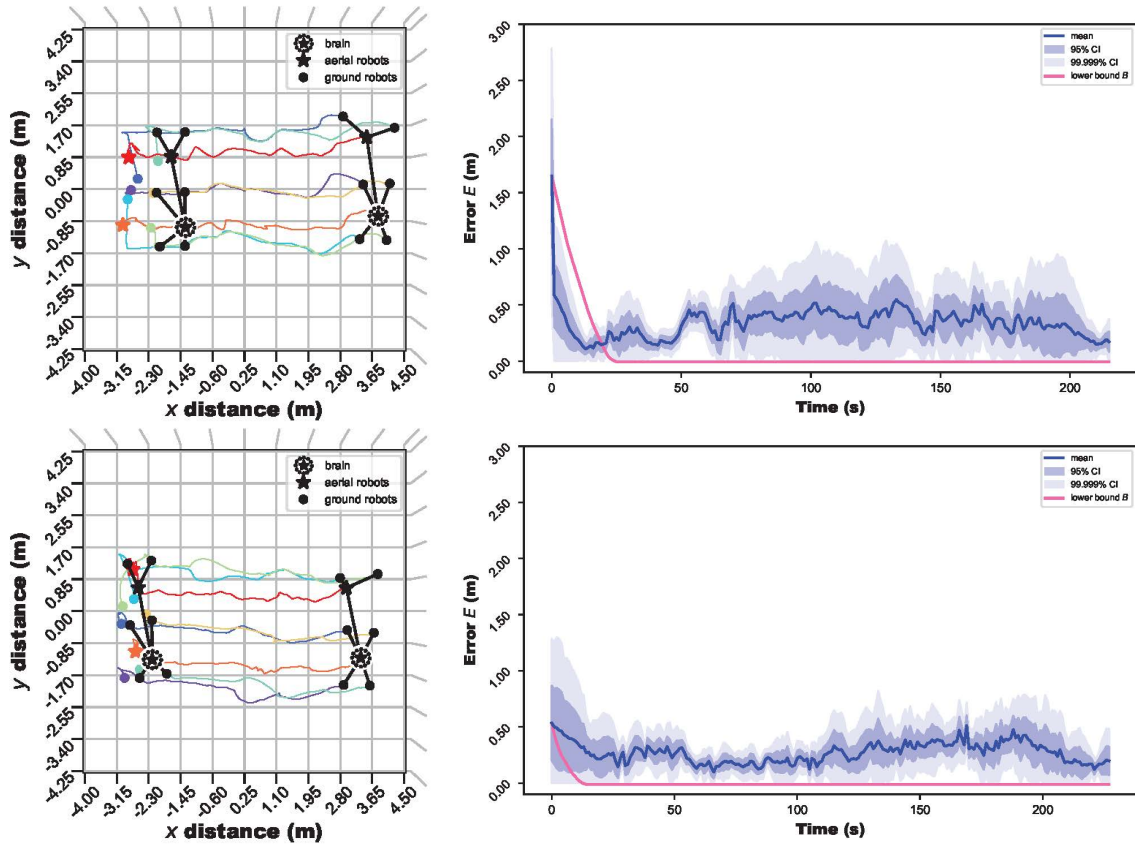 4.25
3.40
2.55
1.70
0.85
0.00
-0.85
-1.70
-2.55
-3.40
-4.25
y distance (m)
brain
aerial robots
ground robots
-4.00 -3.15 -2.30 -1.45 -0.60 0.25 1.10 1.95 2.80 3.65 4.50
x distance (m)
3.00
2.50
2.00
1.50
1.00
0.50
0.00
Error E (m)
mean
95% CI
99.999% CI
lower bound B
0 50 100 150 200
Time (s)
4.25
3.40
2.55
1.70
0.85
0.00
-0.85
-1.70
-2.55
-3.40
-4.25
y distance (m)
brain
aerial robots
ground robots
-4.00 -3.15 -2.30 -1.45 -0.60 0.25 1.10 1.95 2.80 3.65 4.50
x distance (m)
3.00
2.50
2.00
1.50
1.00
0.50
0.00
Error E (m)
mean
95% CI
99.999% CI
lower bound B
0 50 100 150 200
Time (s)